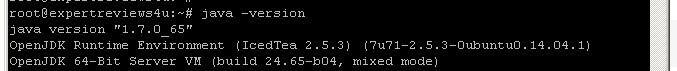 root@expertreviews4u:~# java -version
java version "1.7.0_65"
OpenJDK Runtime Environment (IcedTea 2.5.3) (7u71-2.5.3-0ubuntu0.14.04.1)
OpenJDK 64-Bit Server VM (build 24.65-b04, mixed mode)